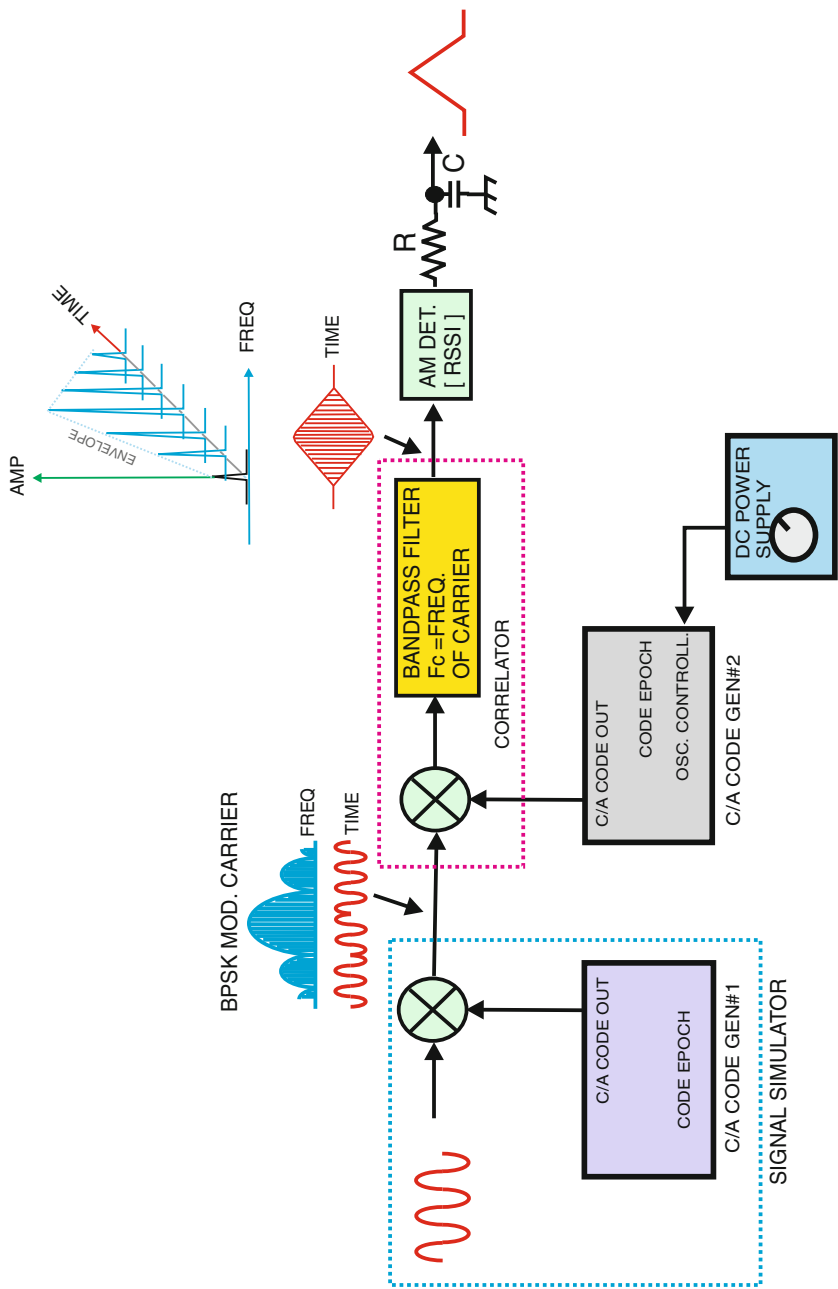 AMP
ENVELOPE
TIME
FREQ
BPSK MOD. CARRIER
FREQ
TIME
TIME
BANDPASS FILTER
Fc =FREQ.
OF CARRIER
AM DET.
[ RSSI ]
R
C
CORRELATOR
C/A CODE OUT
CODE EPOCH
C/A CODE GEN#1
SIGNAL SIMULATOR
C/A CODE OUT
CODE EPOCH
OSC. CONTROLL.
C/A CODE GEN#2
DC POWER
SUPPLY